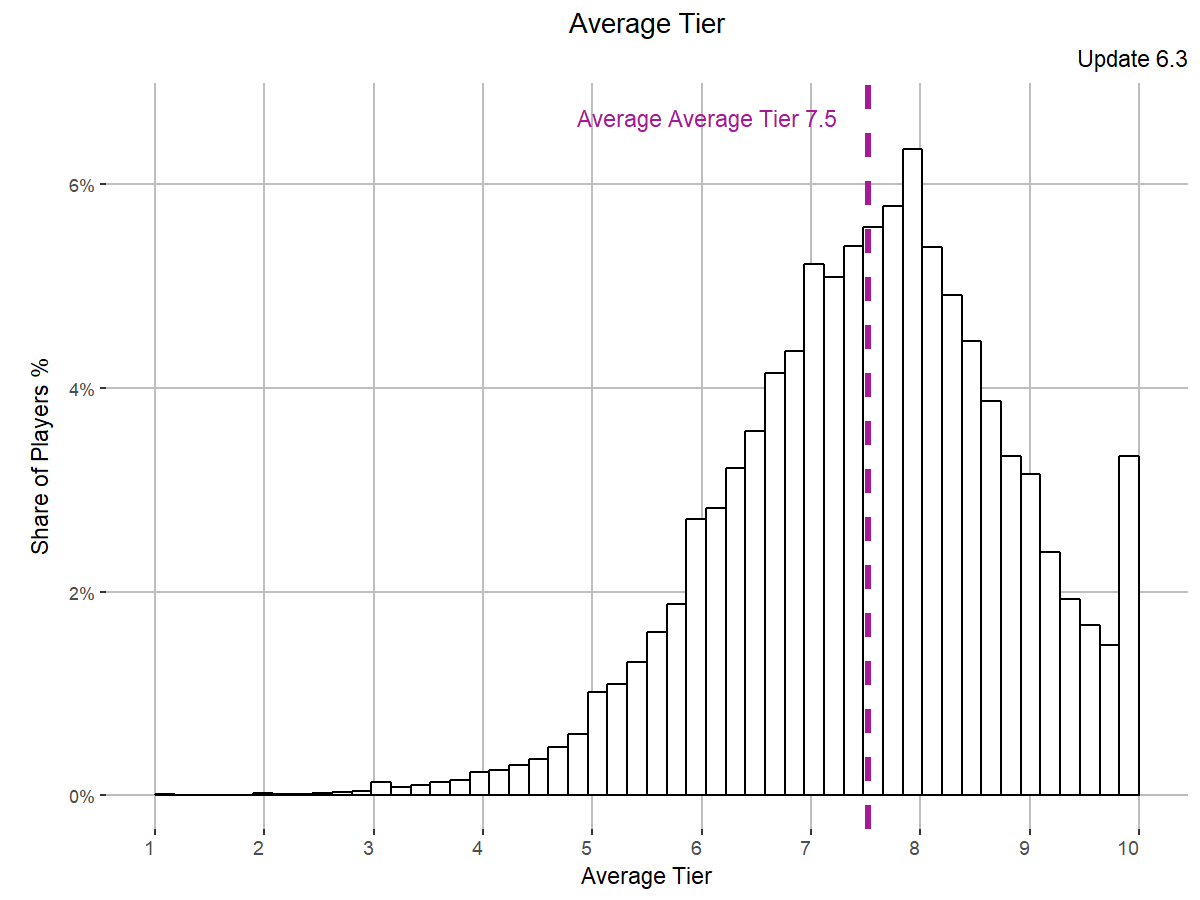 Average Tier
Update 6.3
Average Average Tier 7.5
6%
4%
2%
0%
Share of Players %
1 2 3 4 5 6 7 8 9 10
Average Tier